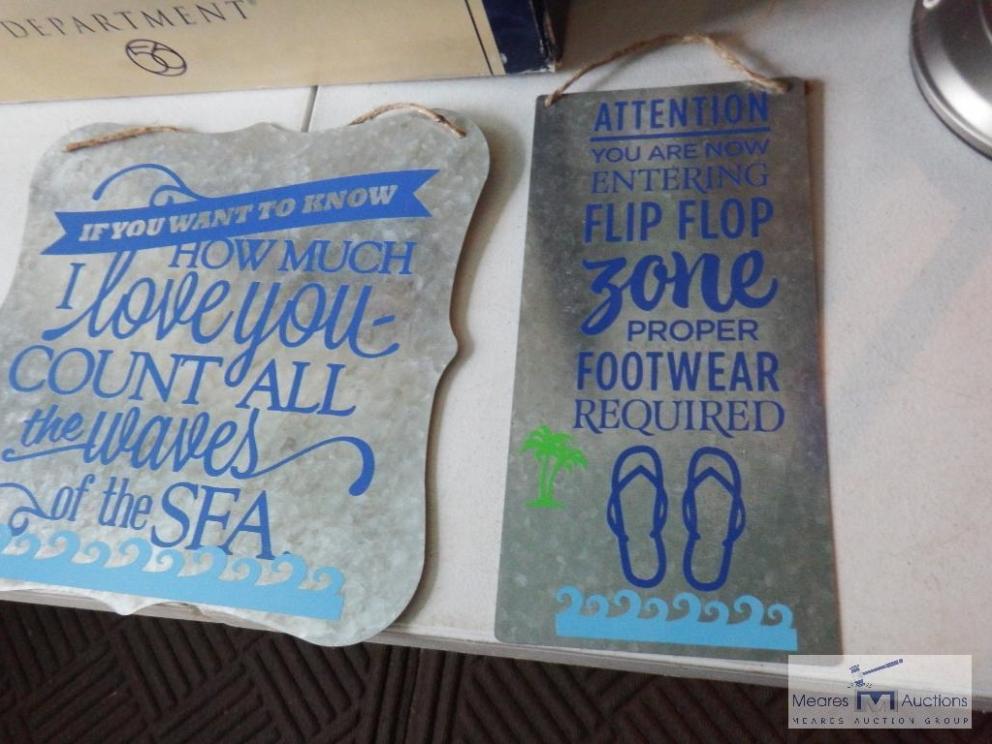 DEPARTMENT
56
IF YOU WANT TO KNOW
HOW MUCH
I love you-
COUNT ALL
the waves
of the SEA.
ATTENTION
YOU ARE NOW
ENTERING
FLIP FLOP
zone
PROPER
FOOTWEAR
REQUIRED
Meares M Auctions
MEARES AUCTION GROUP